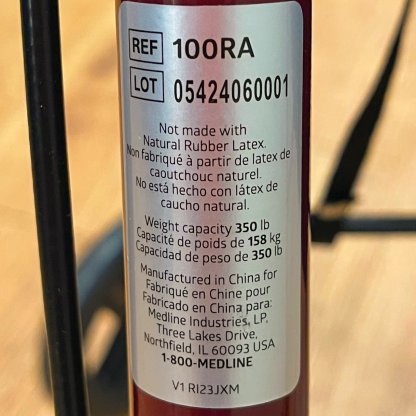 REF 100RA
LOT 05424060001
Not made with
Natural Rubber Latex.
Non fabriqué à partir de latex de
caoutchouc naturel.
No está hecho con látex de
caucho natural.
Weight capacity 350 lb
Capacité de poids de 158 kg
Capacidad de peso de 350 lb
Manufactured in China for
Fabriqué en Chine pour
Fabricado en China para:
Medline Industries, LP,
Three Lakes Drive,
Northfield, IL 60093 USA
1-800-MEDLINE
V1 RI23JXM